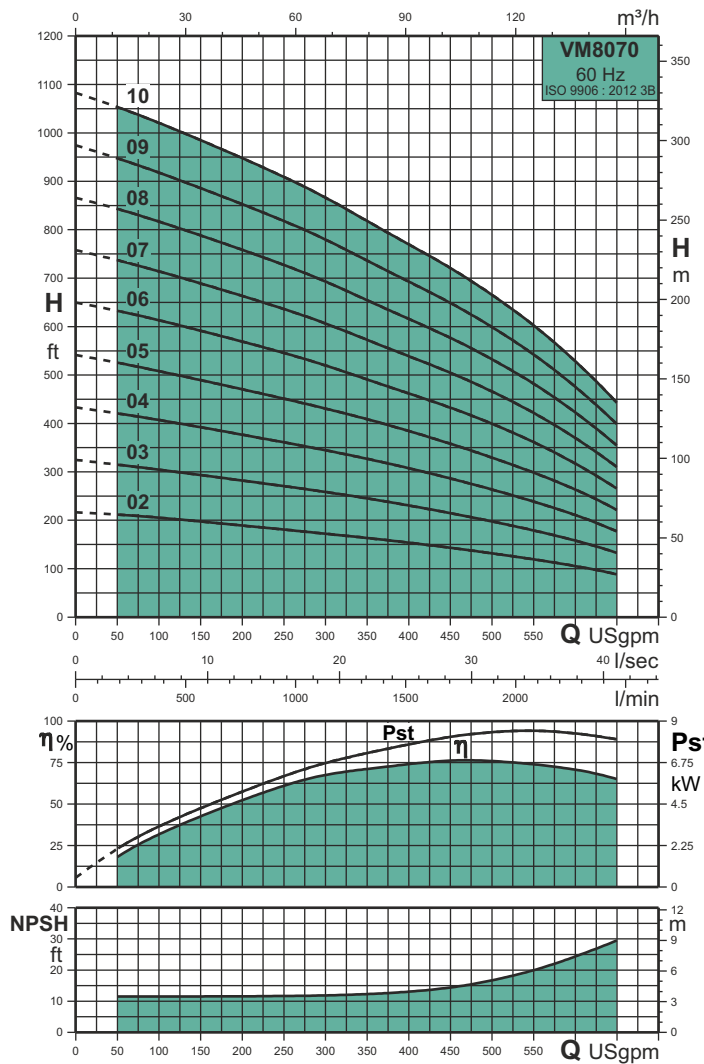 0 30 60 90 120 m³/h
VM8070
60 Hz
ISO 9906 : 2012 3B
1200
1100
1000
900
800
700
H
600
ft
500
400
300
200
100
0
10
09
08
07
06
05
04
03
02
350
300
250
H
m
200
150
100
50
0
0 50 100 150 200 250 300 350 400 450 500 550 Q USgpm
0 10 20 30 40 l/sec
0 500 1000 1500 2000 l/min
100
η%
75
50
25
0
Pst
η
9
Pst
6.75
kW
4.5
2.25
0
NPSH
40
ft
30
20
10
0
12
m
9
6
3
0
0 50 100 150 200 250 300 350 400 450 500 550 Q USgpm